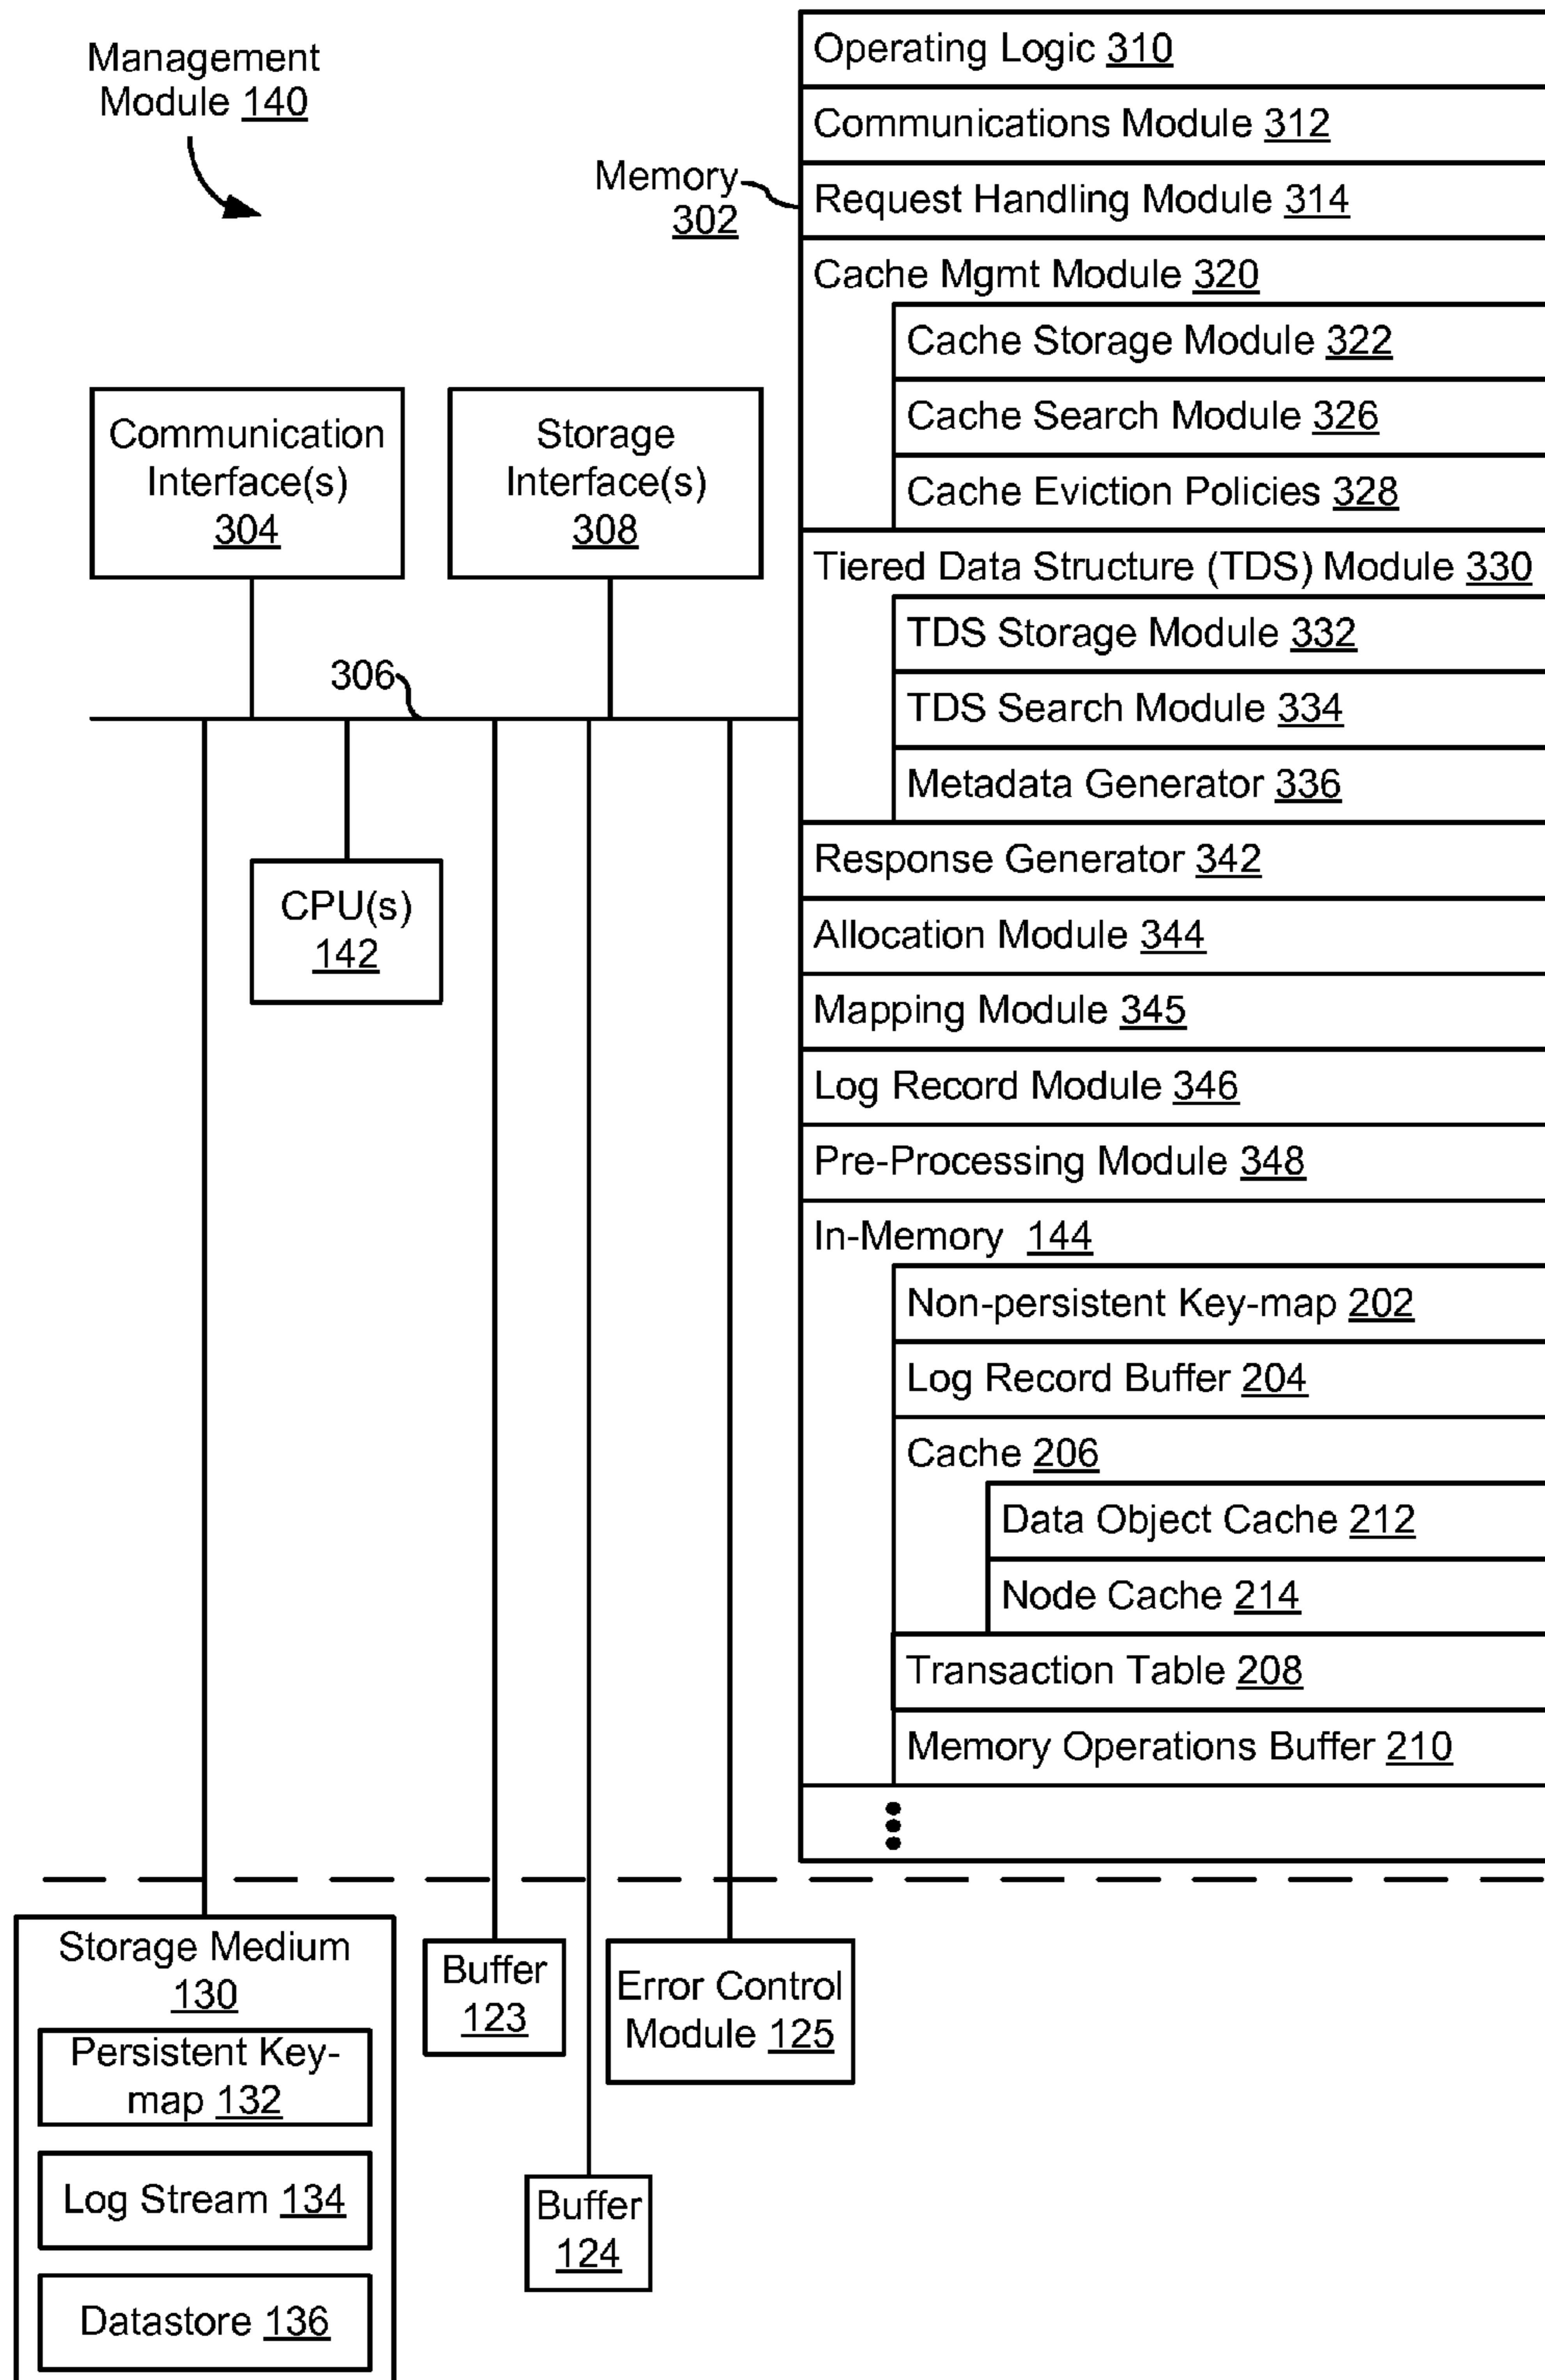 Management
Module 140
Memory
302
Operating Logic 310
Communications Module 312
Request Handling Module 314
Cache Mgmt Module 320
Cache Storage Module 322
Cache Search Module 326
Cache Eviction Policies 328
Tiered Data Structure (TDS) Module 330
TDS Storage Module 332
TDS Search Module 334
Metadata Generator 336
Response Generator 342
Allocation Module 344
Mapping Module 345
Log Record Module 346
Pre-Processing Module 348
In-Memory 144
Non-persistent Key-map 202
Log Record Buffer 204
Cache 206
Data Object Cache 212
Node Cache 214
Transaction Table 208
Memory Operations Buffer 210
Communication
Interface(s)
304
Storage
Interface(s)
308
306
CPU(s)
142
Storage Medium
130
Persistent Key-
map 132
Log Stream 134
Datastore 136
Buffer
123
Buffer
124
Error Control
Module 125